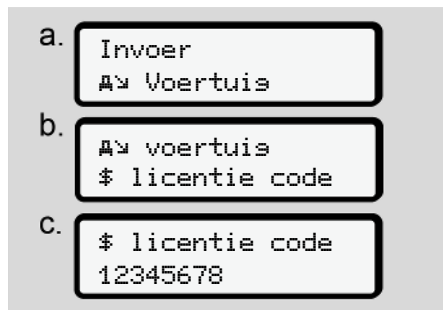 a.
Invoer
Voertuig
b.
voertuig
$ licentie code
c.
$ licentie code
12345678